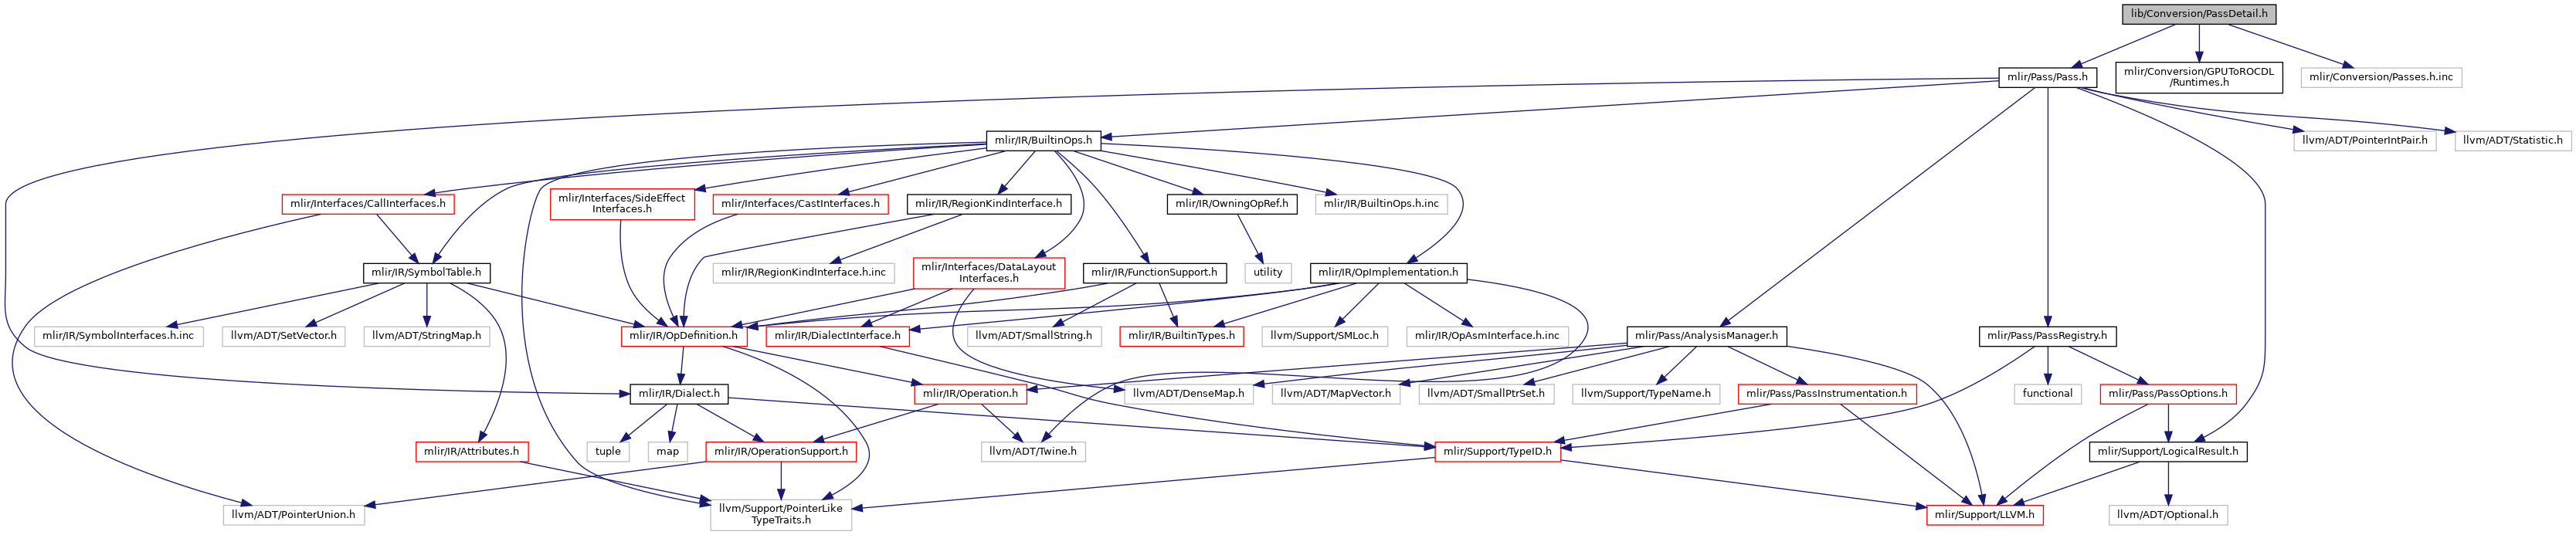 lib/Conversion/PassDetail.h
mlir/Pass/Pass.h
mlir/Conversion/GPUToROCDL
/Runtimes.h
mlir/Conversion/Passes.h.inc
mlir/IR/BuiltinOps.h
llvm/ADT/PointerIntPair.h
llvm/ADT/Statistic.h
mlir/Interfaces/CallInterfaces.h
mlir/Interfaces/SideEffect
Interfaces.h
mlir/Interfaces/CastInterfaces.h
mlir/IR/RegionKindInterface.h
mlir/IR/OwningOpRef.h
mlir/IR/BuiltinOps.h.inc
mlir/IR/SymbolTable.h
mlir/IR/RegionKindInterface.h.inc
mlir/Interfaces/DataLayout
Interfaces.h
mlir/IR/FunctionSupport.h
utility
mlir/IR/OpImplementation.h
mlir/IR/SymbolInterfaces.h.inc
llvm/ADT/SetVector.h
llvm/ADT/StringMap.h
mlir/IR/OpDefinition.h
mlir/IR/DialectInterface.h
llvm/ADT/SmallString.h
mlir/IR/BuiltinTypes.h
llvm/Support/SMLoc.h
mlir/IR/OpAsmInterface.h.inc
mlir/Pass/AnalysisManager.h
mlir/Pass/PassRegistry.h
mlir/IR/Dialect.h
mlir/IR/Operation.h
llvm/ADT/DenseMap.h
llvm/ADT/MapVector.h
llvm/ADT/SmallPtrSet.h
llvm/Support/TypeName.h
mlir/Pass/PassInstrumentation.h
functional
mlir/Pass/PassOptions.h
mlir/IR/Attributes.h
tuple
map
mlir/IR/OperationSupport.h
llvm/ADT/Twine.h
mlir/Support/TypeID.h
mlir/Support/LogicalResult.h
llvm/ADT/PointerUnion.h
llvm/Support/PointerLike
TypeTraits.h
mlir/Support/LLVM.h
llvm/ADT/Optional.h